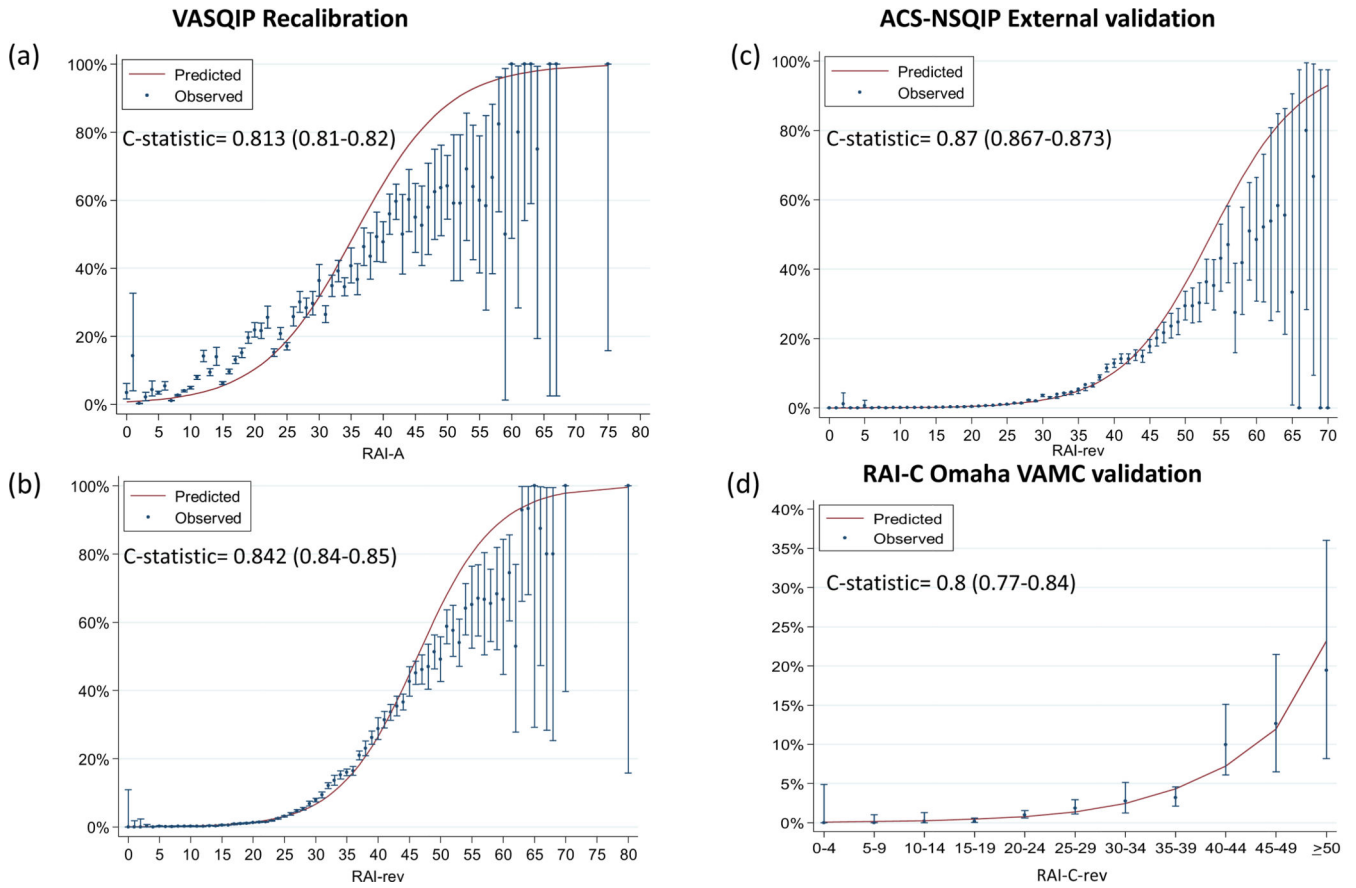 VASQIP Recalibration
(a)
100%
80%
60%
40%
20%
0%
Predicted
Observed
C-statistic= 0.813 (0.81-0.82)
0 5 10 15 20 25 30 35 40 45 50 55 60 65 70 75 80
RAI-A
(b)
100%
80%
60%
40%
20%
0%
Predicted
Observed
C-statistic= 0.842 (0.84-0.85)
0 5 10 15 20 25 30 35 40 45 50 55 60 65 70 75 80
RAI-rev
ACS-NSQIP External validation
(c)
100%
80%
60%
40%
20%
0%
Predicted
Observed
C-statistic= 0.87 (0.867-0.873)
0 5 10 15 20 25 30 35 40 45 50 55 60 65 70
RAI-rev
RAI-C Omaha VAMC validation
(d)
40%
35%
30%
25%
20%
15%
10%
5%
0%
Predicted
Observed
C-statistic= 0.8 (0.77-0.84)
0-4 5-9 10-14 15-19 20-24 25-29 30-34 35-39 40-44 45-49 ≥50
RAI-C-rev